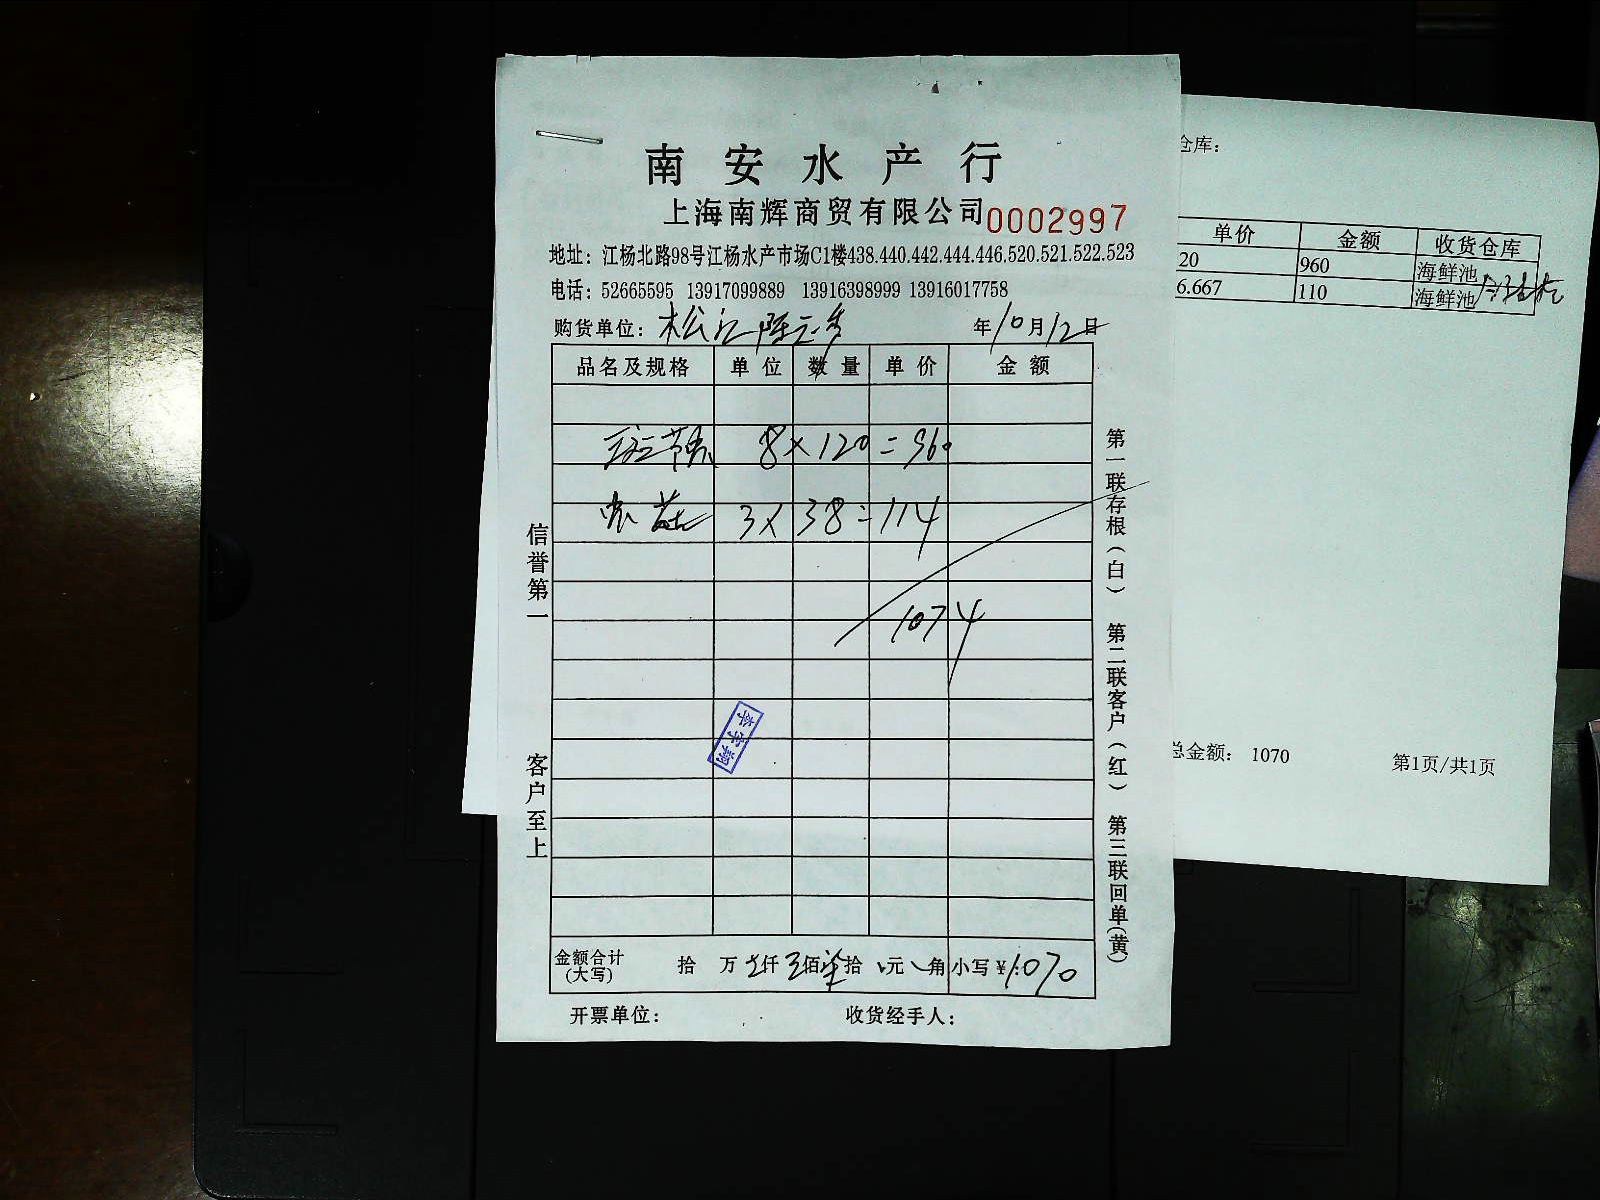 南安水产行
上海南辉商贸有限公司 0002997
地址：江杨北路98号江杨水产市场C1楼438.440.442.444.446.520.521.522.523
电话：52665595 13917099889 13916398999 13916017758
购货单位：松江 年10月12日
品名及规格 单位 数量 单价 金额
8×120=960
3×38=114
1074
金额合计(大写) 拾 万 仟 佰 拾 元 角 小写¥:1070
开票单位： 收货经手人：
信誉第一 客户至上
第一联存根（白） 第二联客户（红） 第三联回单(黄)
李宇翔
仓库：
单价 金额 收货仓库
20 960 海鲜池
6.667 110 海鲜池
总金额： 1070 第1页/共1页